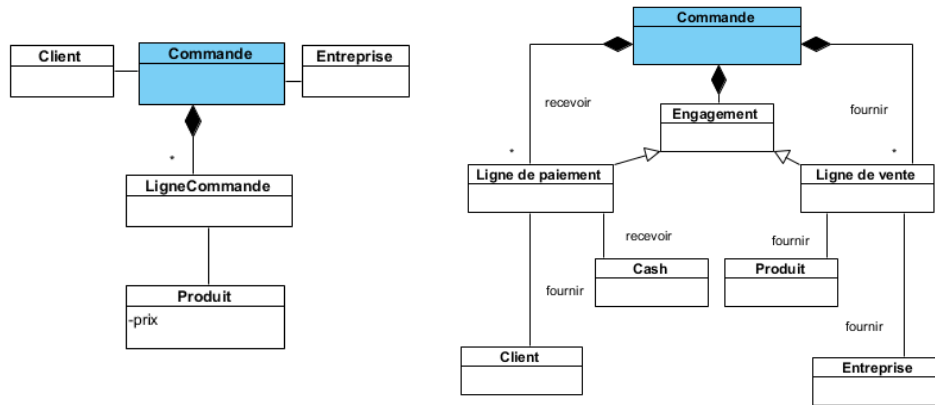 Client
Commande
Entreprise
*
LigneCommande
Produit
-prix
Commande
recevoir
fournir
Engagement
*
*
Ligne de paiement
Ligne de vente
recevoir
fournir
Cash
Produit
fournir
fournir
Client
Entreprise